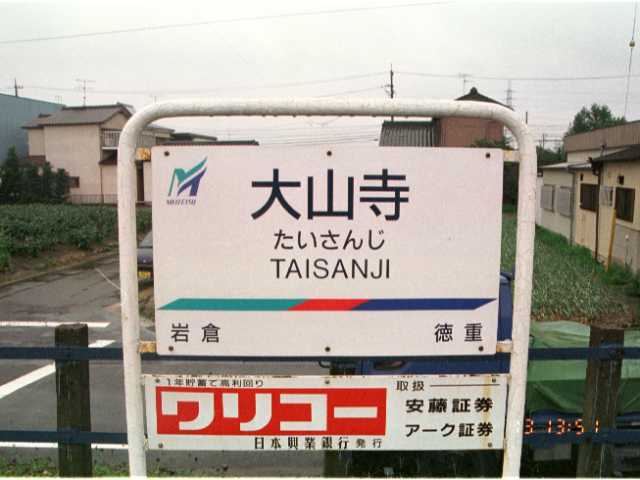 MEITETSU
大山寺
たいさんじ
TAISANJI
岩倉
徳重
1年貯蓄で高利回り
ワリコー
日本興業銀行 発行
取扱
安藤証券
アーク証券
3 13:51